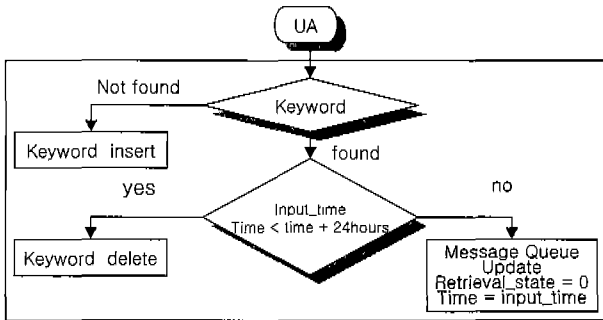 UA
Not found
Keyword
Keyword insert
found
yes
no
Input_time
Time < time + 24hours
Keyword delete
Message Queue
Update
Retrieval_state = 0
Time = input_time